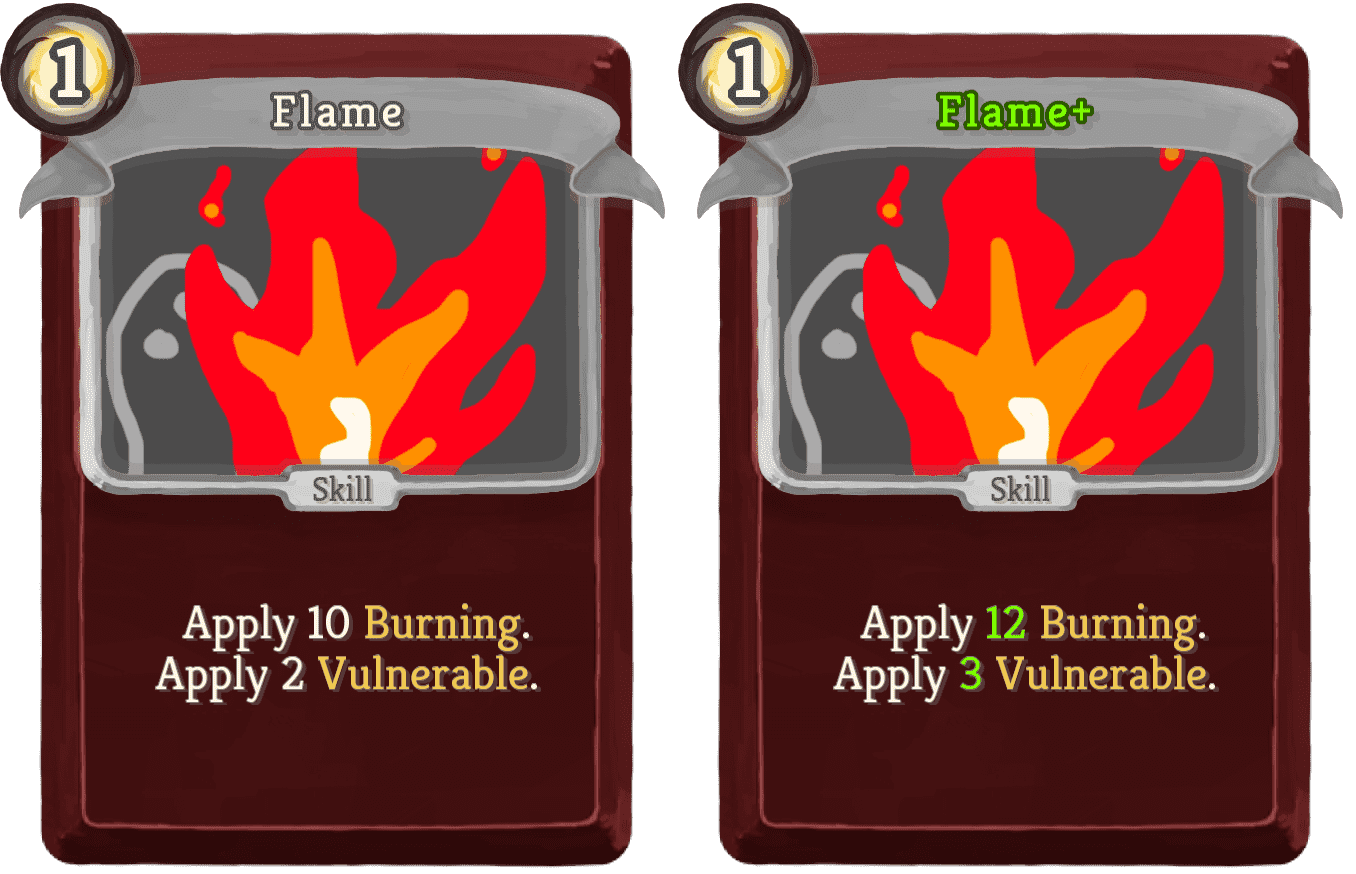 1
Flame
Skill
Apply 10 Burning.
Apply 2 Vulnerable.
1
Flame+
Skill
Apply 12 Burning.
Apply 3 Vulnerable.